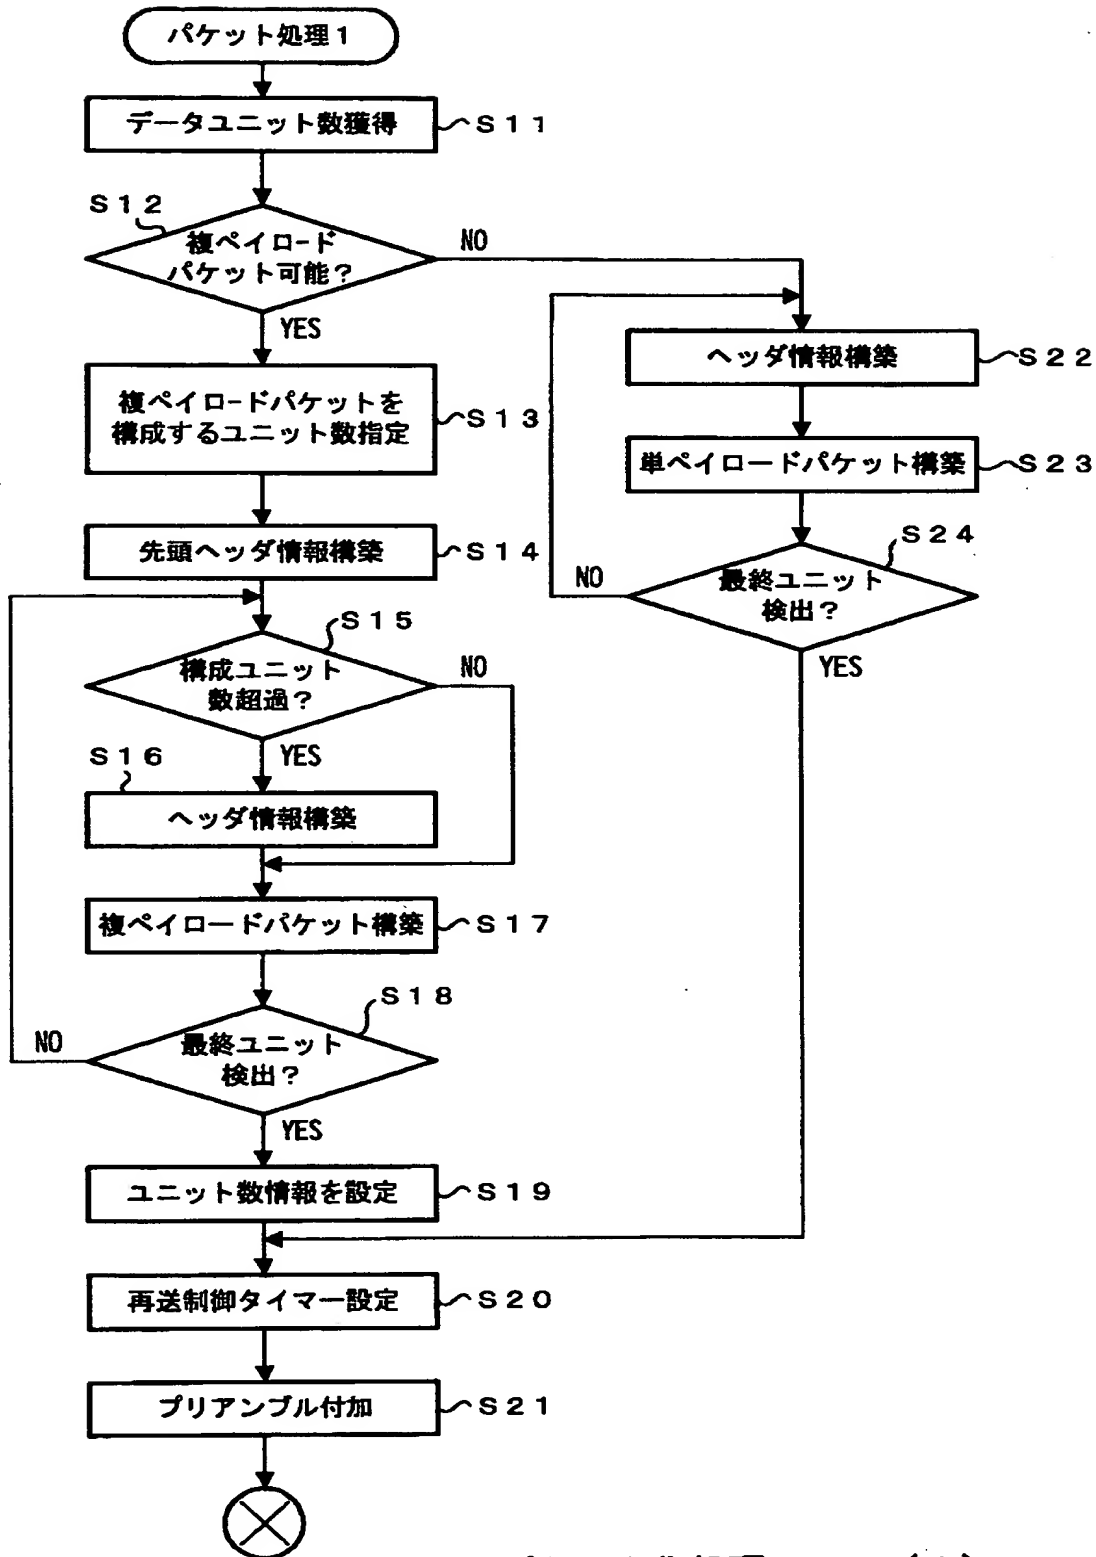 パケット処理1
データユニット数獲得
S11
S12
複ペイロード
パケット可能?
NO
YES
複ペイロードパケットを
構成するユニット数指定
S13
先頭ヘッダ情報構築
S14
S15
構成ユニット
数超過?
NO
YES
S16
ヘッダ情報構築
複ペイロードパケット構築
S17
S18
最終ユニット
検出?
NO
YES
ユニット数情報を設定
S19
再送制御タイマー設定
S20
プリアンブル付加
S21
ヘッダ情報構築
S22
単ペイロードパケット構築
S23
S24
最終ユニット
検出?
NO
YES